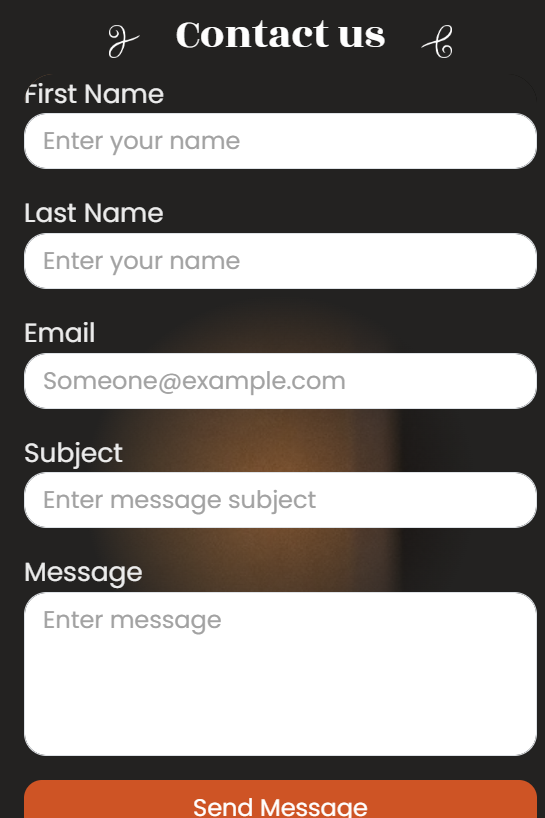 Contact us
First Name
Enter your name
Last Name
Enter your name
Email
Someone@example.com
Subject
Enter message subject
Message
Enter message
Send Message